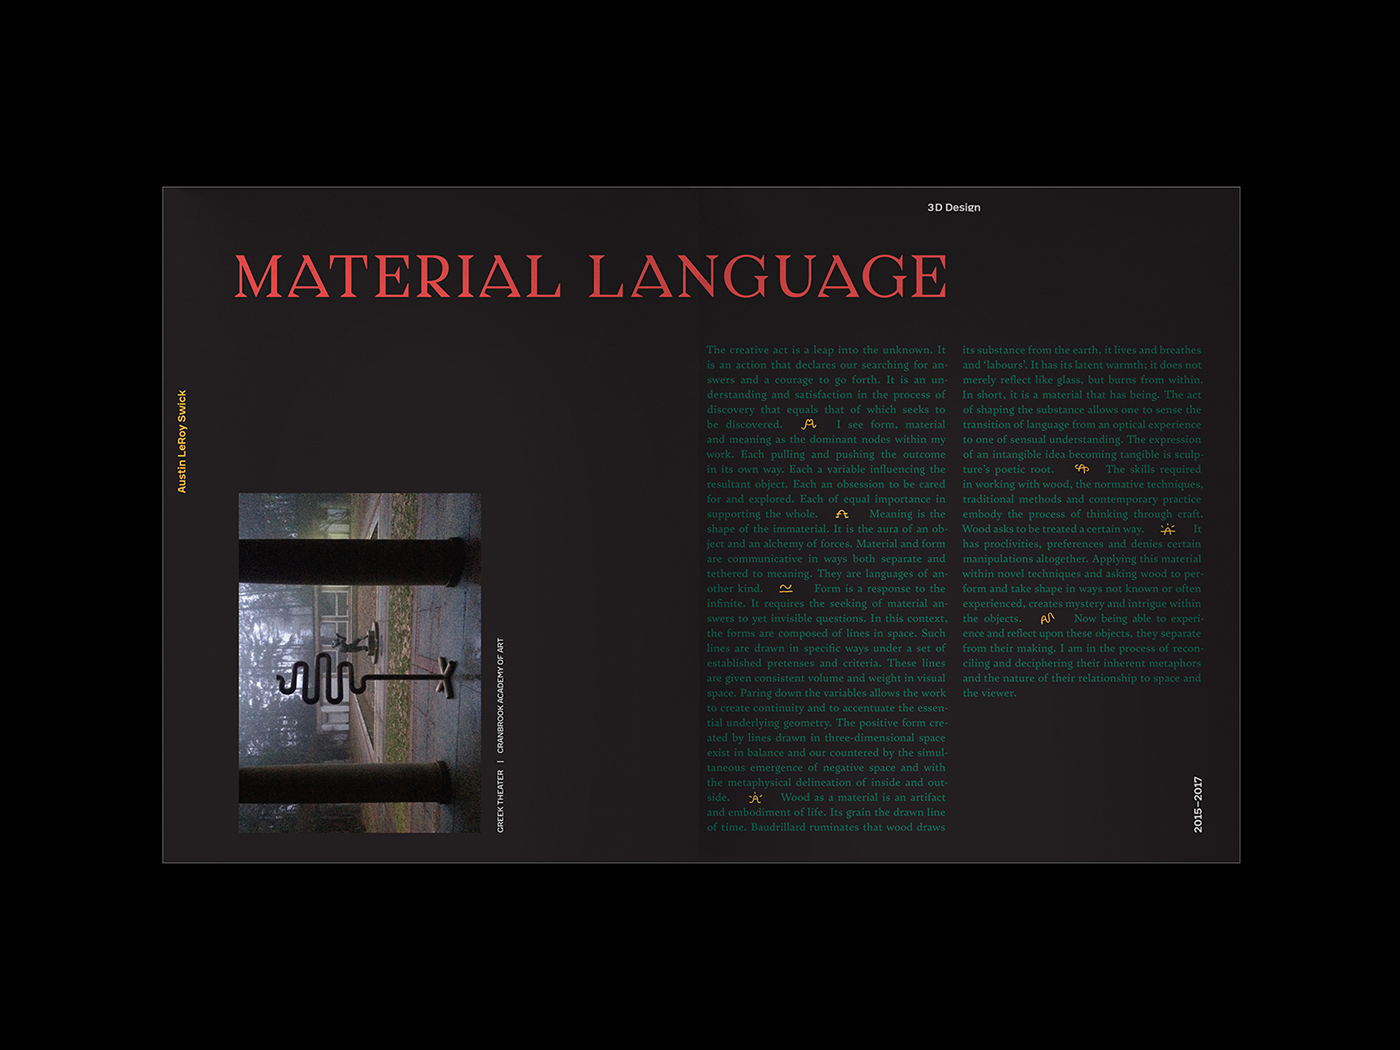 3D Design
MATERIAL LANGUAGE
Austin LeRoy Swick
GREEK THEATER | CRANBROOK ACADEMY OF ART
The creative act is a leap into the unknown. It
is an action that declares our searching for an-
swers and a courage to go forth. It is an un-
derstanding and satisfaction in the process of
discovery that equals that of which seeks to
be discovered. I see form, material
and meaning as the dominant nodes within my
work. Each pulling and pushing the outcome
in its own way. Each a variable influencing the
resultant object. Each an obsession to be cared
for and explored. Each of equal importance in
supporting the whole. Meaning is the
shape of the immaterial. It is the aura of an ob-
ject and an alchemy of forces. Material and form
are communicative in ways both separate and
tethered to meaning. They are languages of an-
other kind. Form is a response to the
infinite. It requires the seeking of material an-
swers to yet invisible questions. In this context,
the forms are composed of lines in space. Such
lines are drawn in specific ways under a set of
established pretenses and criteria. These lines
are given consistent volume and weight in visual
space. Paring down the variables allows the work
to create continuity and to accentuate the essen-
tial underlying geometry. The positive form cre-
ated by lines drawn in three-dimensional space
exist in balance and our countered by the simul-
taneous emergence of negative space and with
the metaphysical delineation of inside and out-
side. Wood as a material is an artifact
and embodiment of life. Its grain the drawn line
of time. Baudrillard ruminates that wood draws
its substance from the earth, it lives and breathes
and ‘labours’. It has its latent warmth; it does not
merely reflect like glass, but burns from within.
In short, it is a material that has being. The act
of shaping the substance allows one to sense the
transition of language from an optical experience
to one of sensual understanding. The expression
of an intangible idea becoming tangible is sculp-
ture’s poetic root. The skills required
in working with wood, the normative techniques,
traditional methods and contemporary practice
embody the process of thinking through craft.
Wood asks to be treated a certain way. It
has proclivities, preferences and denies certain
manipulations altogether. Applying this material
within novel techniques and asking wood to per-
form and take shape in ways not known or often
experienced, creates mystery and intrigue within
the objects. Now being able to experi-
ence and reflect upon these objects, they separate
from their making. I am in the process of recon-
ciling and deciphering their inherent metaphors
and the nature of their relationship to space and
the viewer.
2015–2017